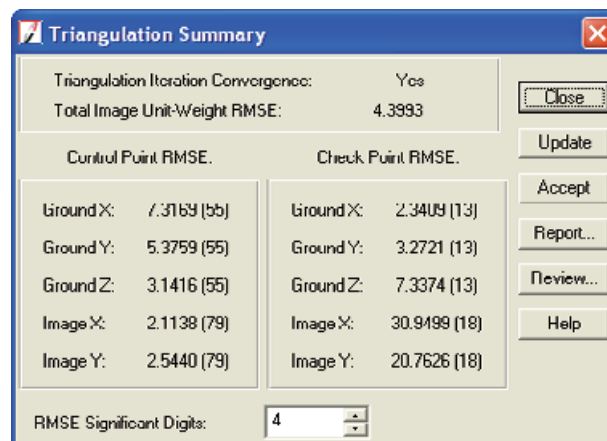 Triangulation Summary
Triangulation Iteration Convergence: Yes
Total Image Unit-Weight RMSE: 4.3993
Close
Update
Accept
Report...
Review...
Help
Control Point RMSE.
Ground X: 7.3169 (55)
Ground Y: 5.3759 (55)
Ground Z: 3.1416 (55)
Image X: 2.1138 (79)
Image Y: 2.5440 (79)
Check Point RMSE.
Ground X: 2.3409 (13)
Ground Y: 3.2721 (13)
Ground Z: 7.3374 (13)
Image X: 30.9499 (18)
Image Y: 20.7626 (18)
RMSE Significant Digits: 4